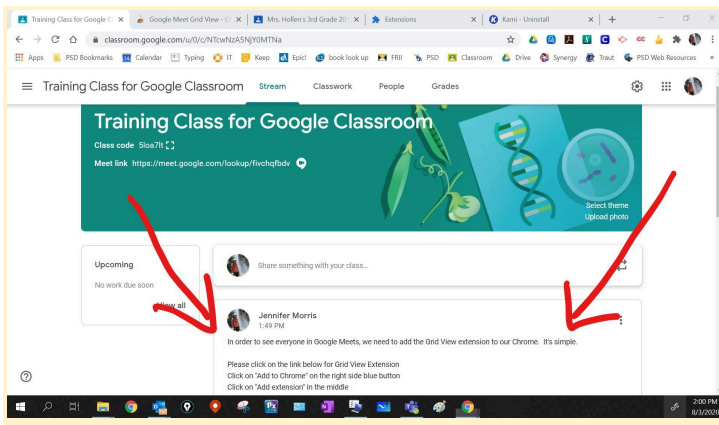 Training Class for Google Cl
Google Meet Grid View - C
Mrs. Hollen's 3rd Grade 20
Extensions
Kami - Uninstall
classroom.google.com/u/0/c/NTcwNzA5NjY0MTNa
Apps PSD Bookmarks Calendar Typing IT Keep Epic! book look up FRII PSD Classroom Drive Synergy Traut PSD Web Resources
Training Class for Google Classroom Stream Classwork People Grades
Training Class for Google Classroom
Class code 5loa7lt
Meet link https://meet.google.com/lookup/fivchqfbdv
Select theme
Upload photo
Upcoming
No work due soon
View all
Share something with your class...
Jennifer Morris
1:49 PM
In order to see everyone in Google Meets, we need to add the Grid View extension to our Chrome. It's simple.
Please click on the link below for Grid View Extension
Click on "Add to Chrome" on the right side blue button
Click on "Add extension" in the middle
2:00 PM
8/3/2020